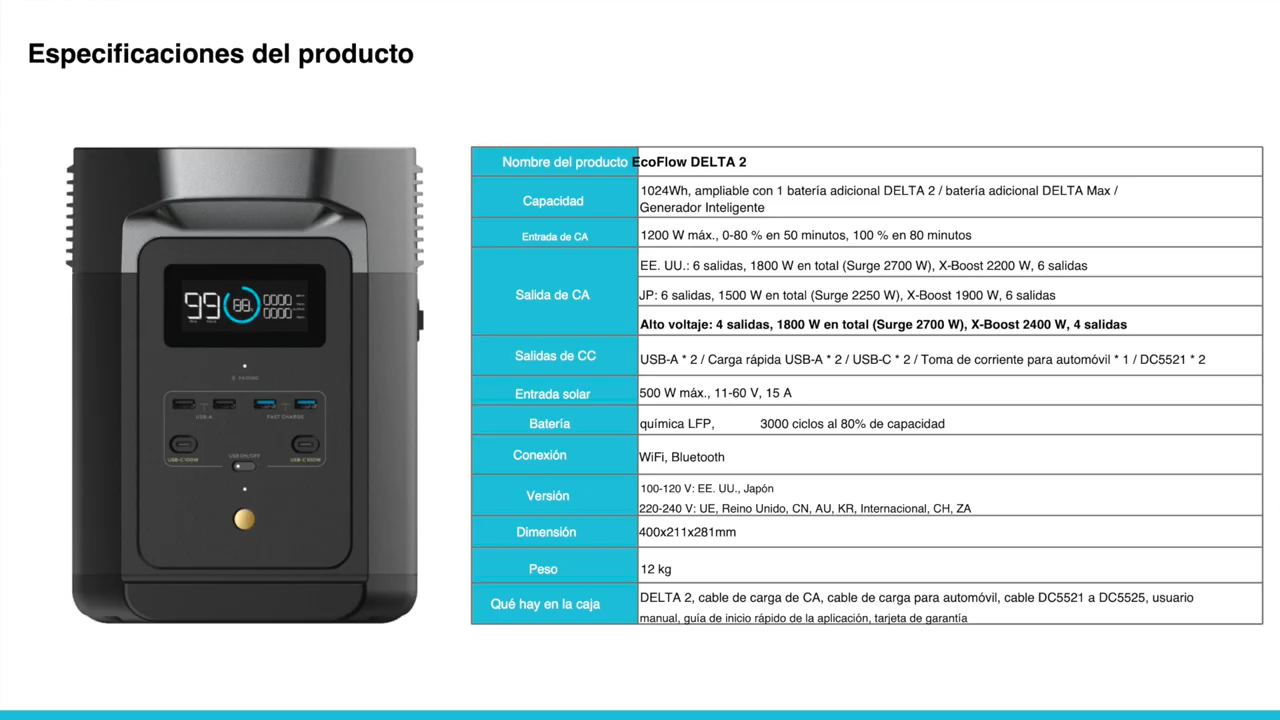 Especificaciones del producto
Nombre del producto EcoFlow DELTA 2
Capacidad
1024Wh, ampliable con 1 batería adicional DELTA 2 / batería adicional DELTA Max /
Generador Inteligente
Entrada de CA
1200 W máx., 0-80 % en 50 minutos, 100 % en 80 minutos
Salida de CA
EE. UU.: 6 salidas, 1800 W en total (Surge 2700 W), X-Boost 2200 W, 6 salidas
JP: 6 salidas, 1500 W en total (Surge 2250 W), X-Boost 1900 W, 6 salidas
Alto voltaje: 4 salidas, 1800 W en total (Surge 2700 W), X-Boost 2400 W, 4 salidas
Salidas de CC
USB-A * 2 / Carga rápida USB-A * 2 / USB-C * 2 / Toma de corriente para automóvil * 1 / DC5521 * 2
Entrada solar
500 W máx., 11-60 V, 15 A
Batería
química LFP, 3000 ciclos al 80% de capacidad
Conexión
WiFi, Bluetooth
Versión
100-120 V: EE. UU., Japón
220-240 V: UE, Reino Unido, CN, AU, KR, Internacional, CH, ZA
Dimensión
400x211x281mm
Peso
12 kg
Qué hay en la caja
DELTA 2, cable de carga de CA, cable de carga para automóvil, cable DC5521 a DC5525, usuario
manual, guía de inicio rápido de la aplicación, tarjeta de garantía
99
88
0000
0000
USB-A
FAST CHARGE
USB-C 100W
USB ON/OFF
USB-C 100W